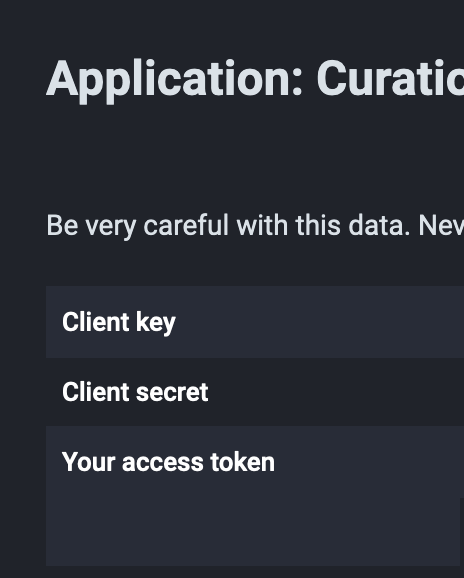 Application: Curatio
Be very careful with this data. Nev
Client key
Client secret
Your access token